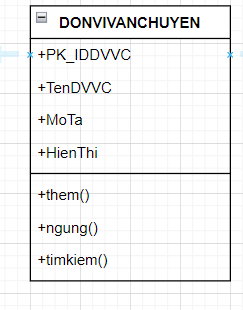 DONVIVANCHUYEN
+PK_IDDVVC
+TenDVVC
+MoTa
+HienThi
+them()
+ngung()
+timkiem()